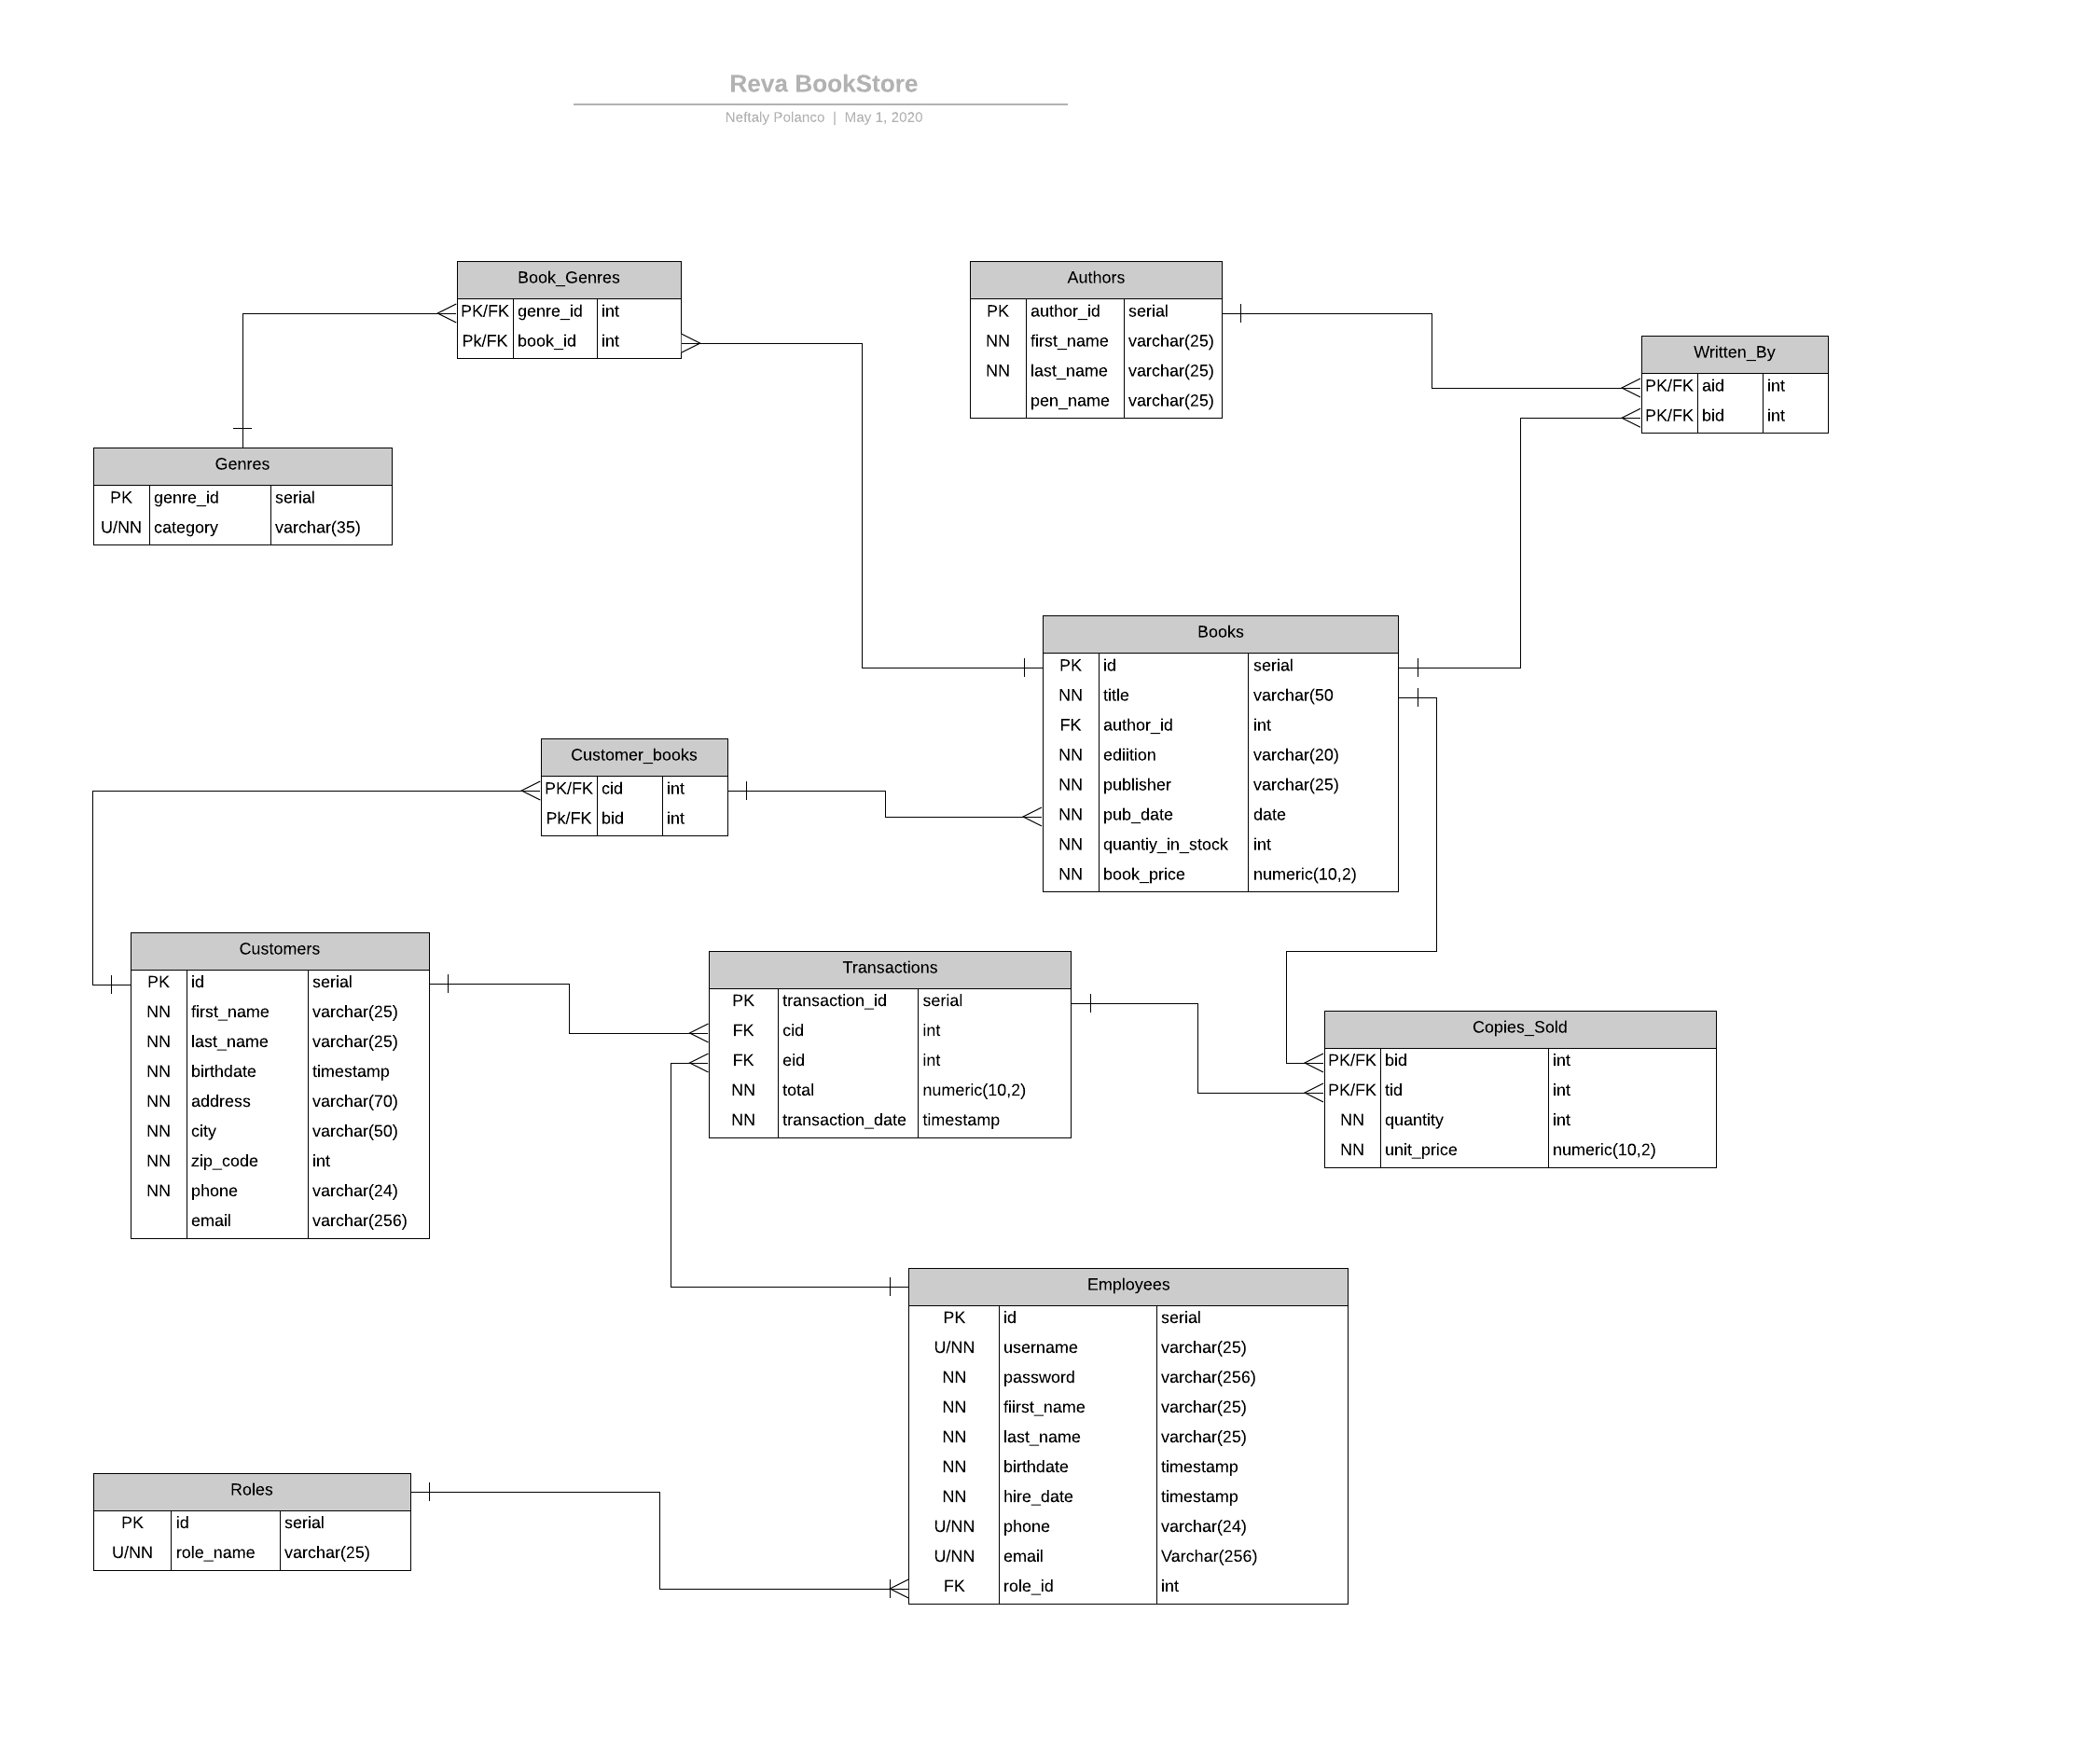 Reva BookStore
Neftaly Polanco | May 1, 2020
Book_Genres
PK/FK genre_id int
Pk/FK book_id int
Authors
PK author_id serial
NN first_name varchar(25)
NN last_name varchar(25)
pen_name varchar(25)
Written_By
PK/FK aid int
PK/FK bid int
Genres
PK genre_id serial
U/NN category varchar(35)
Books
PK id serial
NN title varchar(50
FK author_id int
NN ediition varchar(20)
NN publisher varchar(25)
NN pub_date date
NN quantiy_in_stock int
NN book_price numeric(10,2)
Customer_books
PK/FK cid int
Pk/FK bid int
Customers
PK id serial
NN first_name varchar(25)
NN last_name varchar(25)
NN birthdate timestamp
NN address varchar(70)
NN city varchar(50)
NN zip_code int
NN phone varchar(24)
email varchar(256)
Transactions
PK transaction_id serial
FK cid int
FK eid int
NN total numeric(10,2)
NN transaction_date timestamp
Copies_Sold
PK/FK bid int
PK/FK tid int
NN quantity int
NN unit_price numeric(10,2)
Employees
PK id serial
U/NN username varchar(25)
NN password varchar(256)
NN fiirst_name varchar(25)
NN last_name varchar(25)
NN birthdate timestamp
NN hire_date timestamp
U/NN phone varchar(24)
U/NN email Varchar(256)
FK role_id int
Roles
PK id serial
U/NN role_name varchar(25)